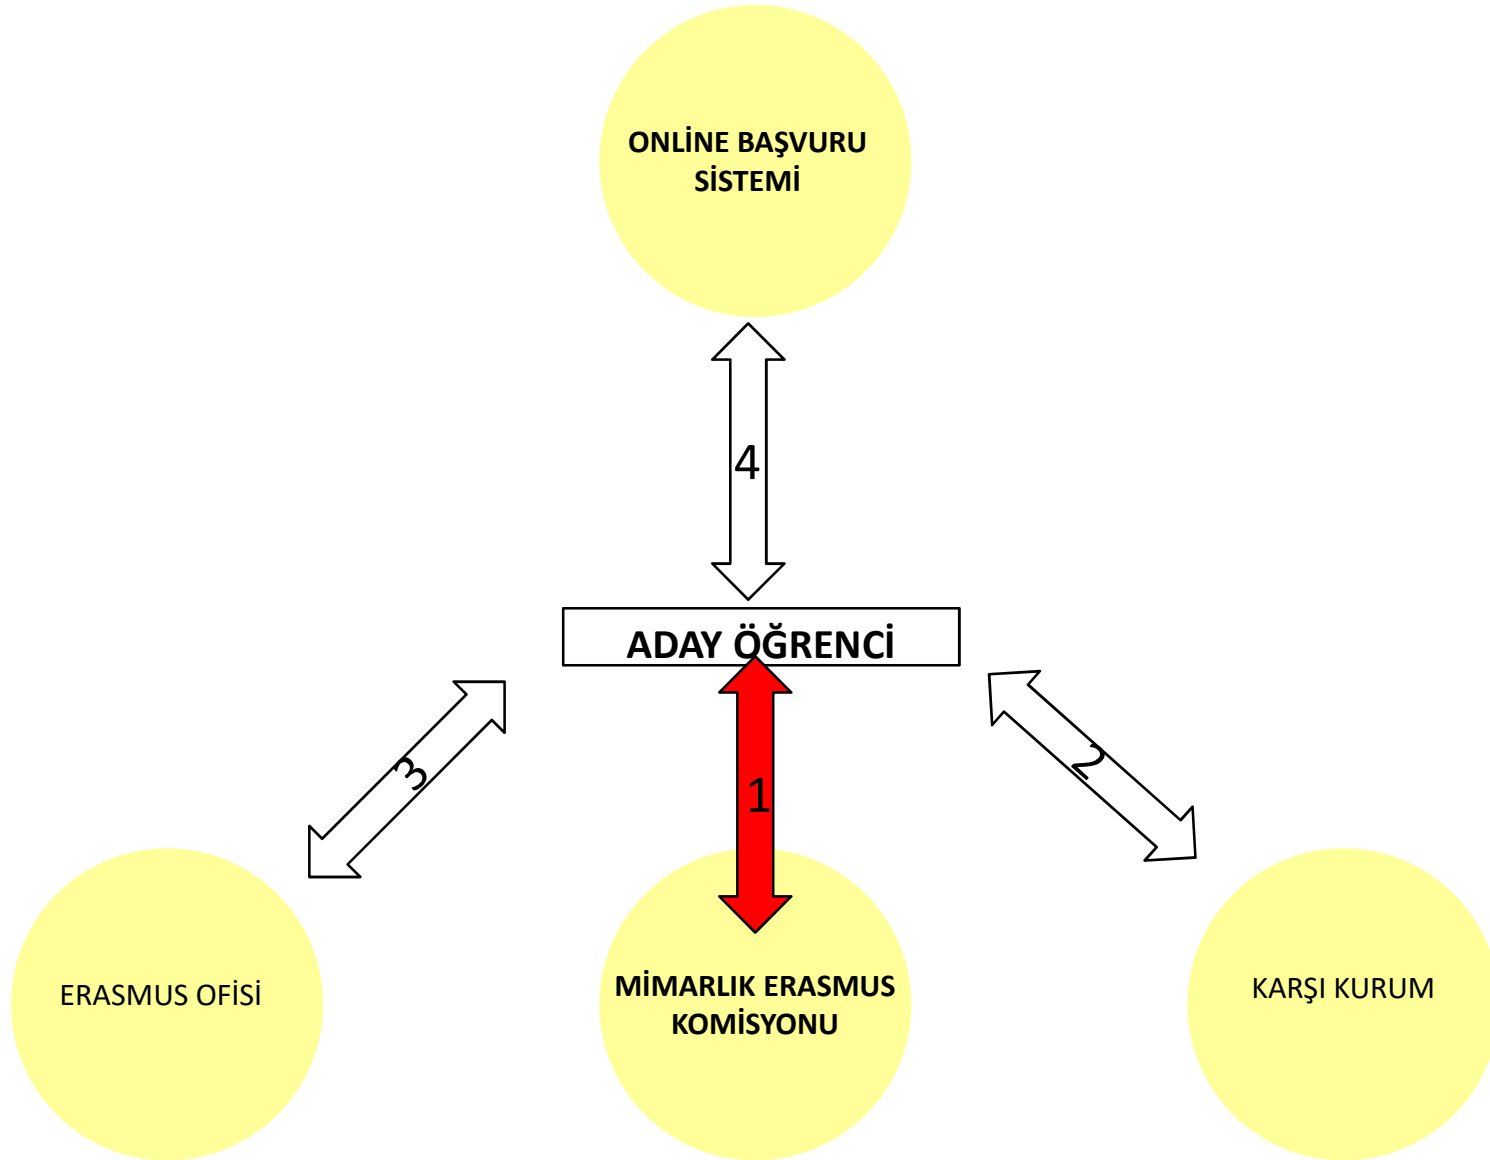 ONLİNE BAŞVURU
SİSTEMİ
4
ADAY ÖĞRENCİ
3
1
2
ERASMUS OFİSİ
MİMARLIK ERASMUS
KOMİSYONU
KARŞI KURUM